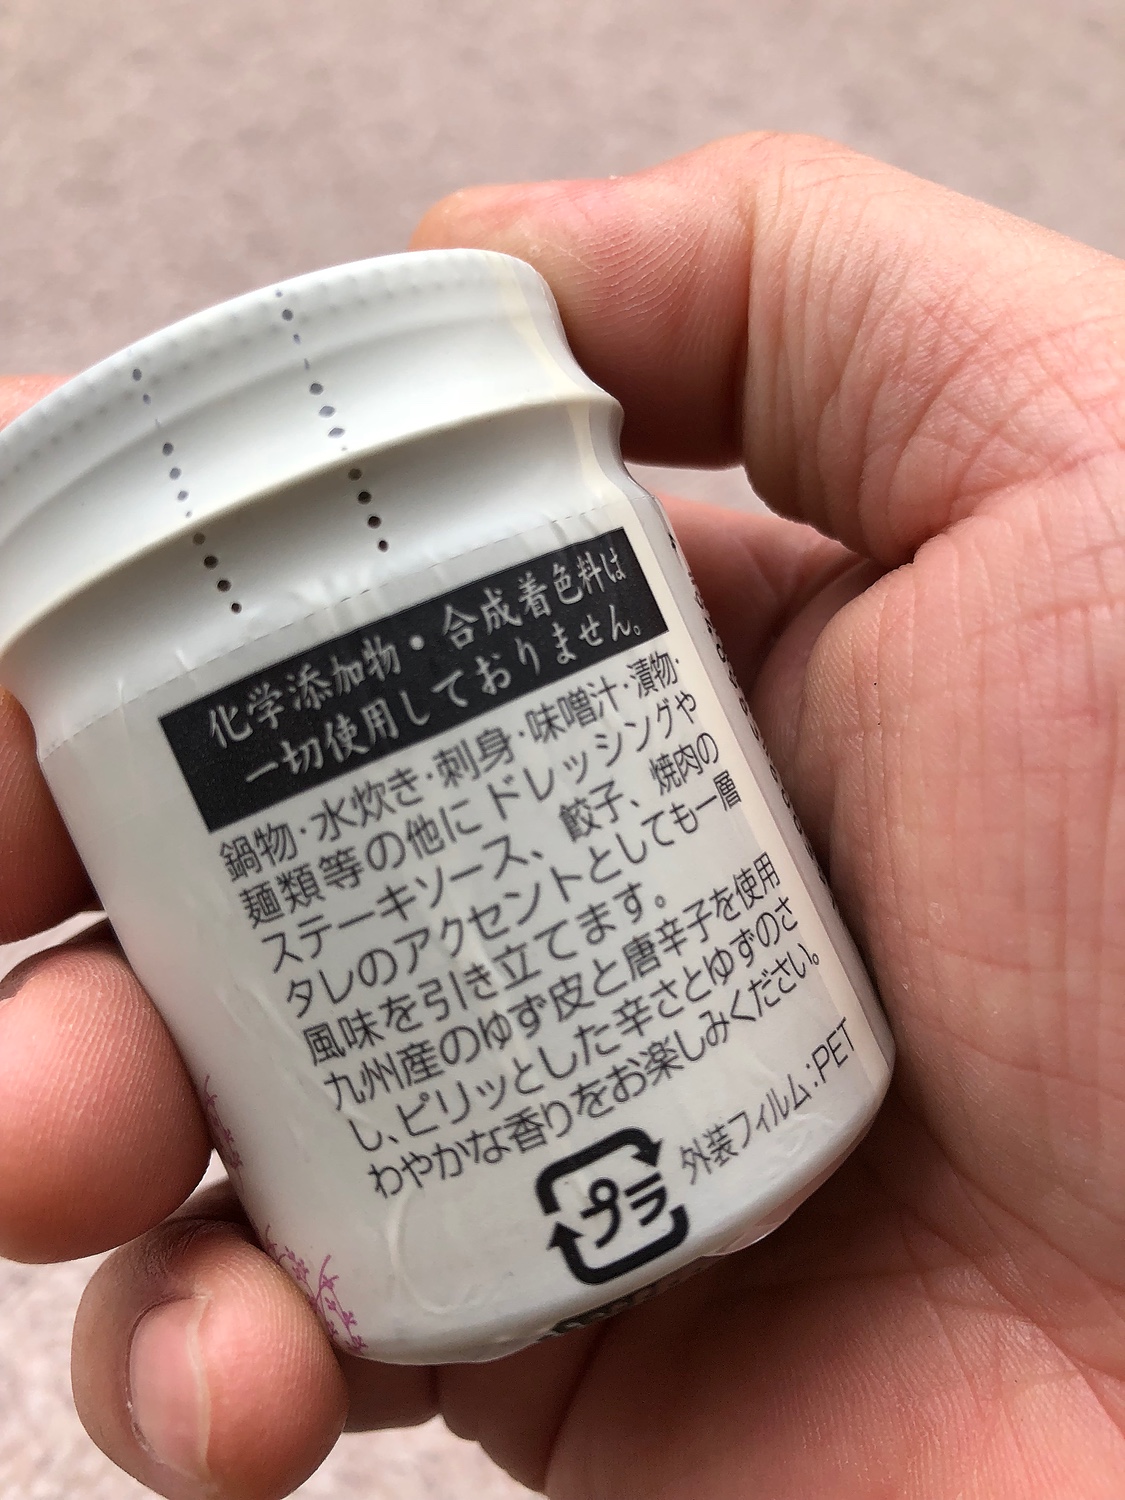 化学添加物・合成着色料は
一切使用しておりません。
鍋物・水炊き・刺身・味噌汁・漬物・
麺類等の他にドレッシングや
ステーキソース、餃子、焼肉の
タレのアクセントとしても一層
風味を引き立てます。
九州産のゆず皮と唐辛子を使用
し、ピリッとした辛さとゆずのさ
わやかな香りをお楽しみください。
プラ
外装フィルム:PET